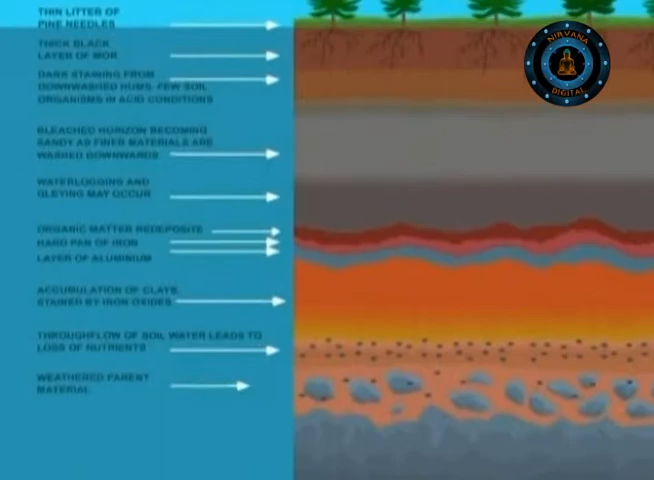 THIN LITTER OF
PINE NEEDLES
THICK BLACK
LAYER OF MOR
DARK STAINING FROM
DOWNWASHED HUMS. FEW SOIL
ORGANISMS IN ACID CONDITIONS
BLEACHED HORIZON BECOMING
SANDY AS FINER MATERIALS ARE
WASHED DOWNWARDS
WATERLOGGING AND
GLEYING MAY OCCUR
ORGANIC MATTER REDEPOSITE
HARD PAN OF IRON
LAYER OF ALUMINIUM
ACCUMULATION OF CLAYS,
STAINED BY IRON OXIDES
THROUGHFLOW OF SOIL WATER LEADS TO
LOSS OF NUTRIENTS
WEATHERED PARENT
MATERIAL
NIRVANA
DIGITAL